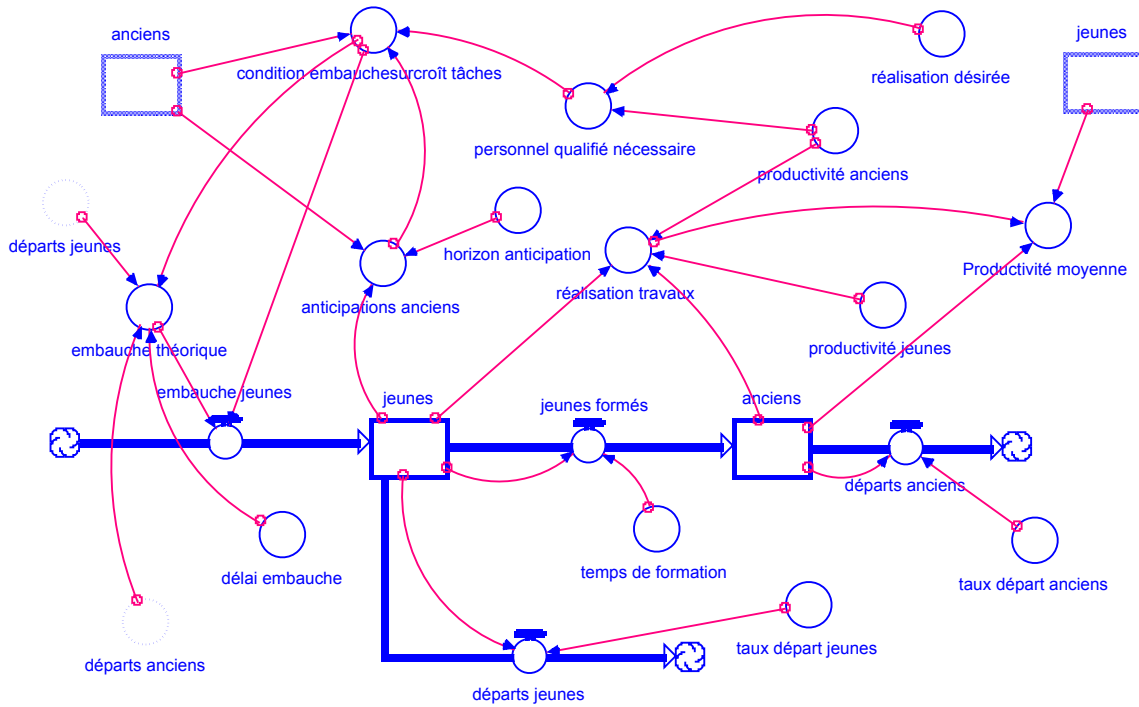 anciens
jeunes
condition embauchesurcroît tâches
réalisation désirée
personnel qualifié nécessaire
productivité anciens
départs jeunes
horizon anticipation
réalisation travaux
Productivité moyenne
anticipations anciens
embauche théorique
productivité jeunes
embauche jeunes
jeunes
jeunes formés
anciens
départs anciens
délai embauche
temps de formation
taux départ anciens
départs anciens
taux départ jeunes
départs jeunes